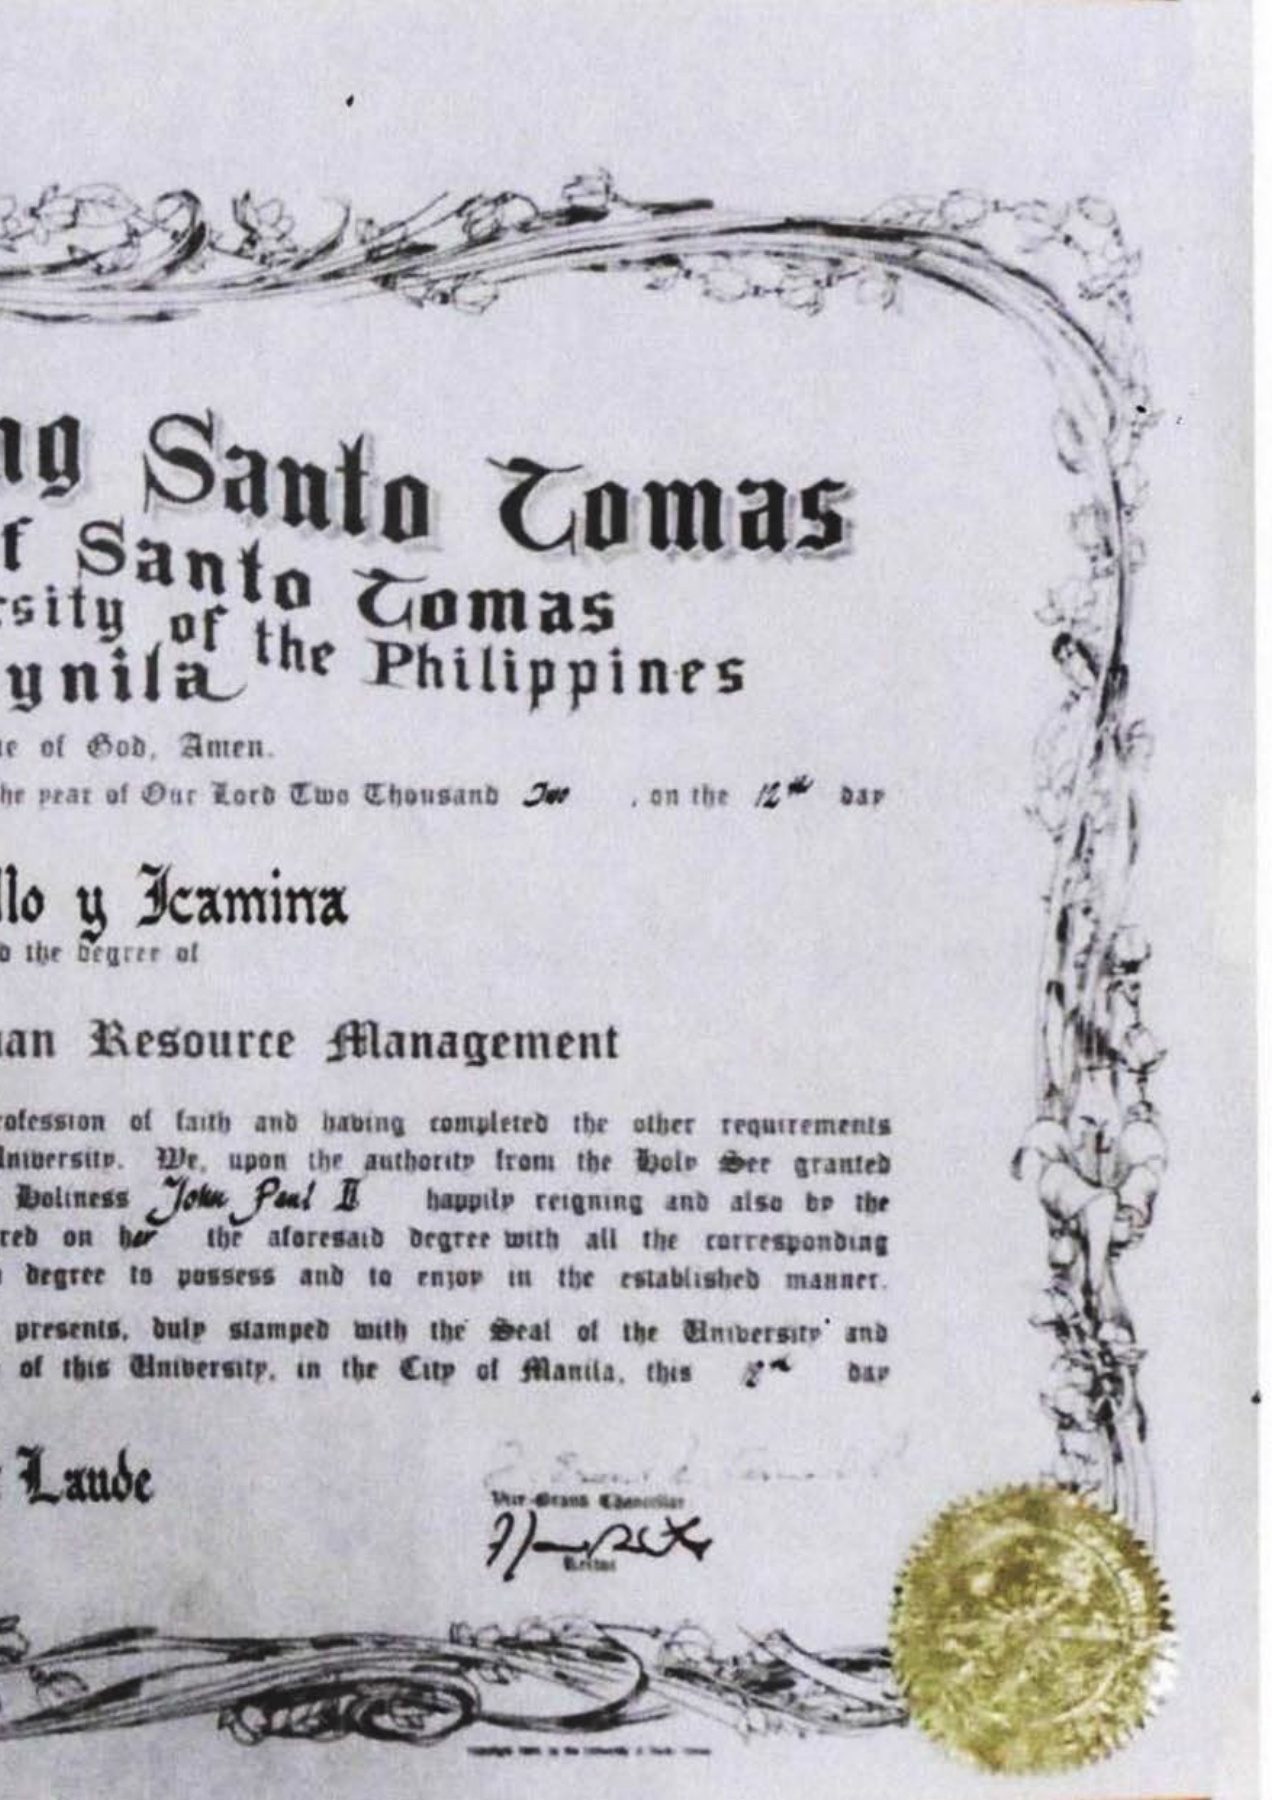 ng Santo Tomas
f Santo Tomas
rsity of the Philippines
ynila
e of God, Amen.
he year of Our Lord Two Thousand Two , on the 12th day
llo y Icamina
d the degree of
an Resource Management
ofession of faith and having completed the other requirements
University. We, upon the authority from the Holy See granted
Holiness John Paul II happily reigning and also by the
red on her the aforesaid degree with all the corresponding
degree to possess and to enjoy in the established manner.
presents, duly stamped with the Seal of the University and
of this University, in the City of Manila, this day
Laude
Vice-Grand Chancellor
Rector